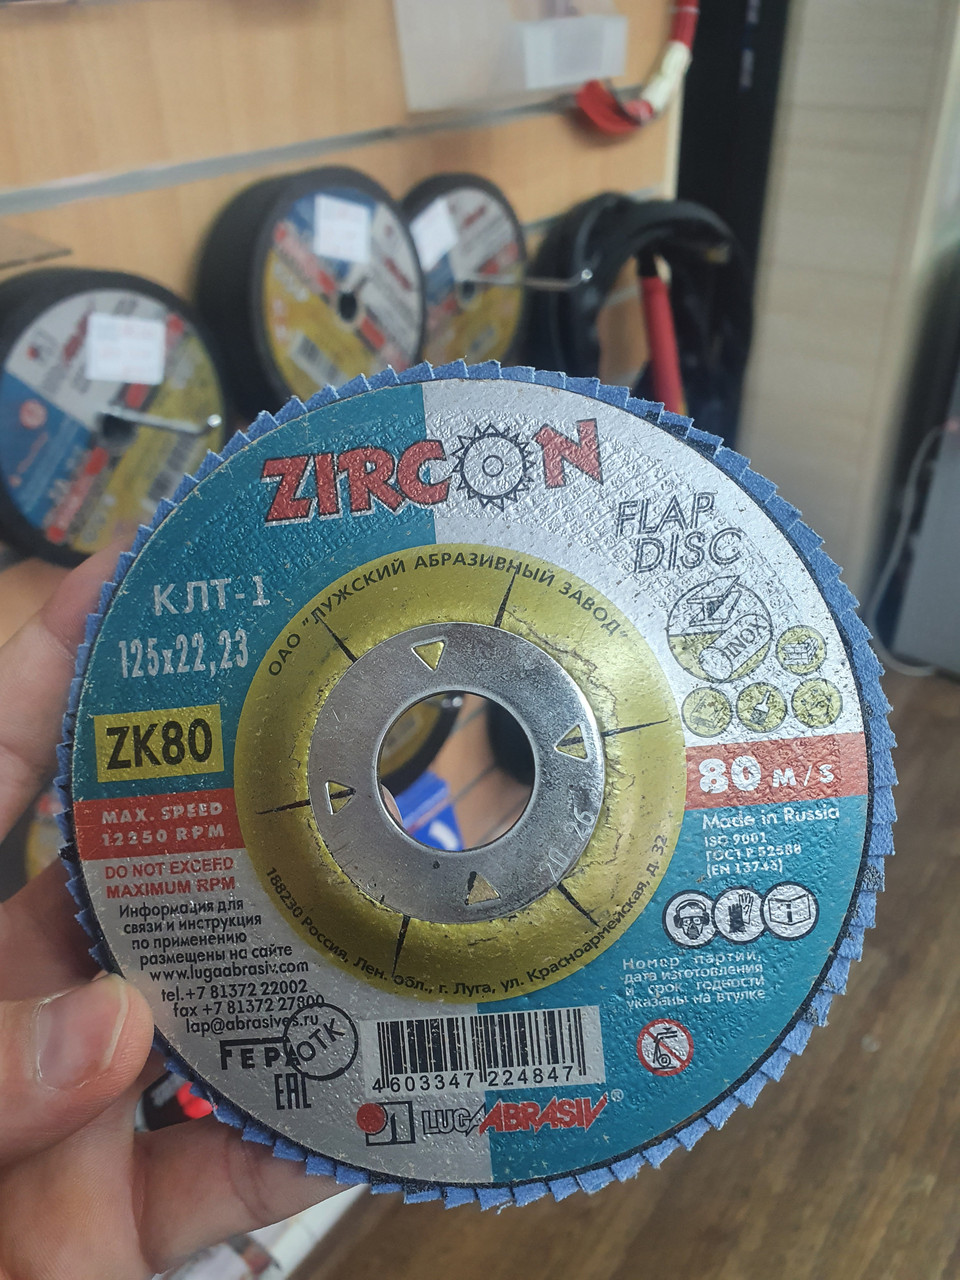 ZIRCON
FLAP
DISC
КЛТ-1
125x22,23
ZK80
MAX. SPEED
12250 RPM
DO NOT EXCEED
MAXIMUM RPM
Информация для
связи и инструкция
по применению
размещены на сайте
www.lugaabrasiv.com
tel.+7 81372 22002
fax +7 81372 27800
lap@abrasives.ru
FEPA
ОТК
EAC
ОАО "ЛУЖСКИЙ АБРАЗИВНЫЙ ЗАВОД"
188230 Россия, Лен. обл., г. Луга, ул. Красноармейская, д. 32
INOX
80 м/s
Made in Russia
ISO 9001
ГОСТ Р 52588
(EN 13743)
Номер партии,
дата изготовления
и срок годности
указаны на втулке
4 603347 224847
LUGAABRASIV®